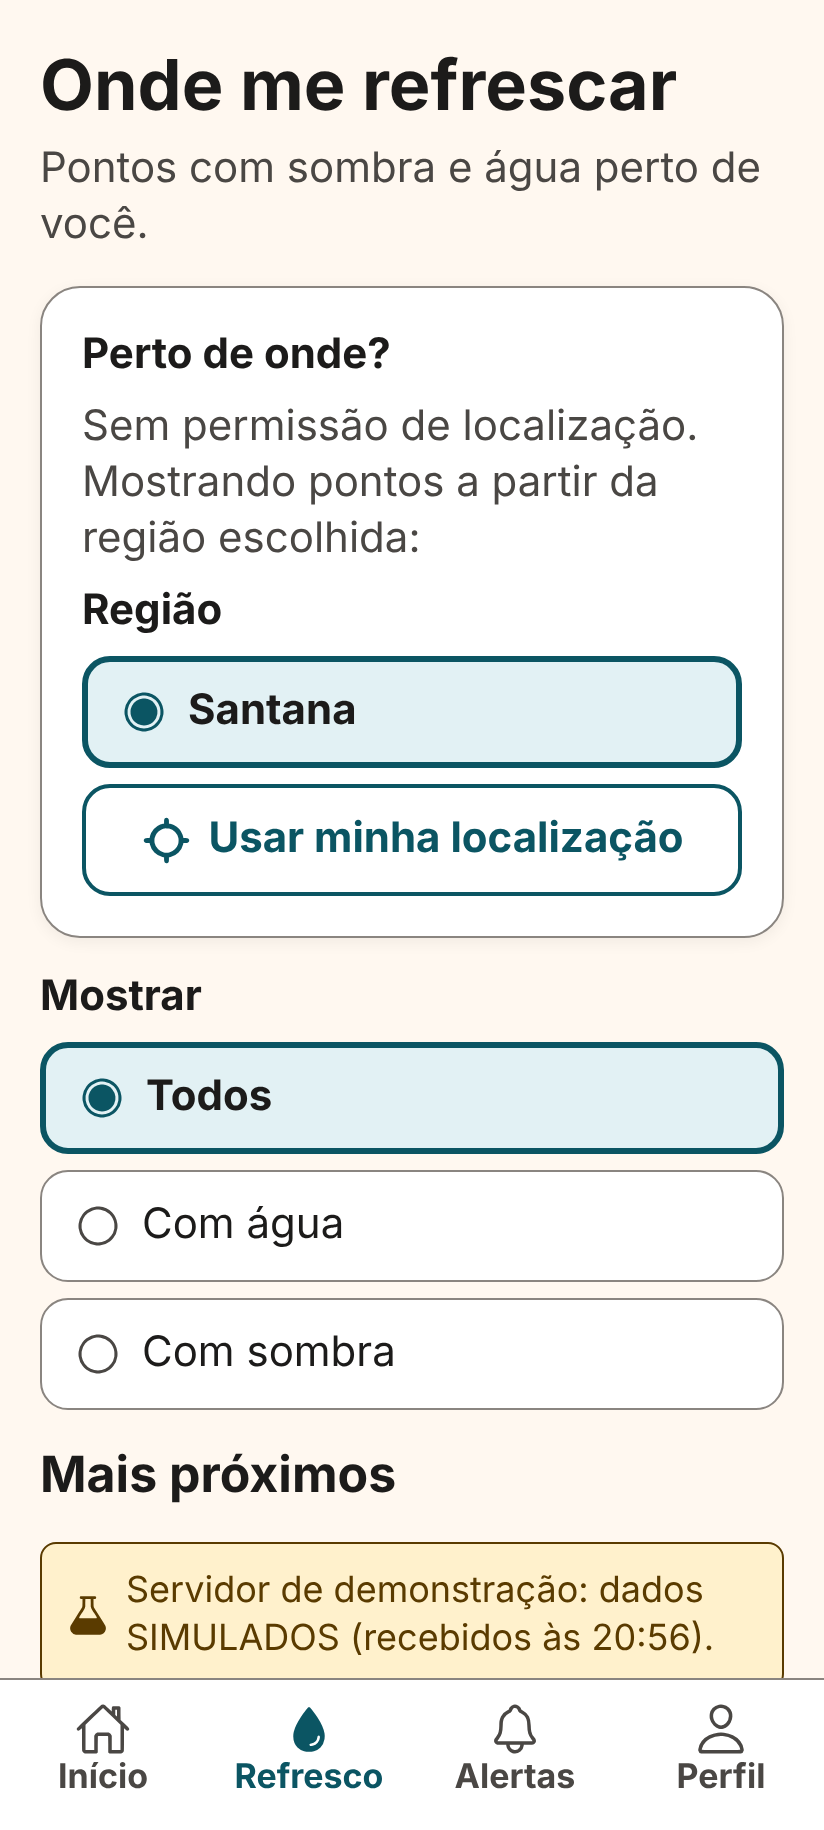 Onde me refrescar
Pontos com sombra e água perto de
você.
Perto de onde?
Sem permissão de localização.
Mostrando pontos a partir da
região escolhida:
Região
Santana
Usar minha localização
Mostrar
Todos
Com água
Com sombra
Mais próximos
Servidor de demonstração: dados
SIMULADOS (recebidos às 20:56).
Início
Refresco
Alertas
Perfil